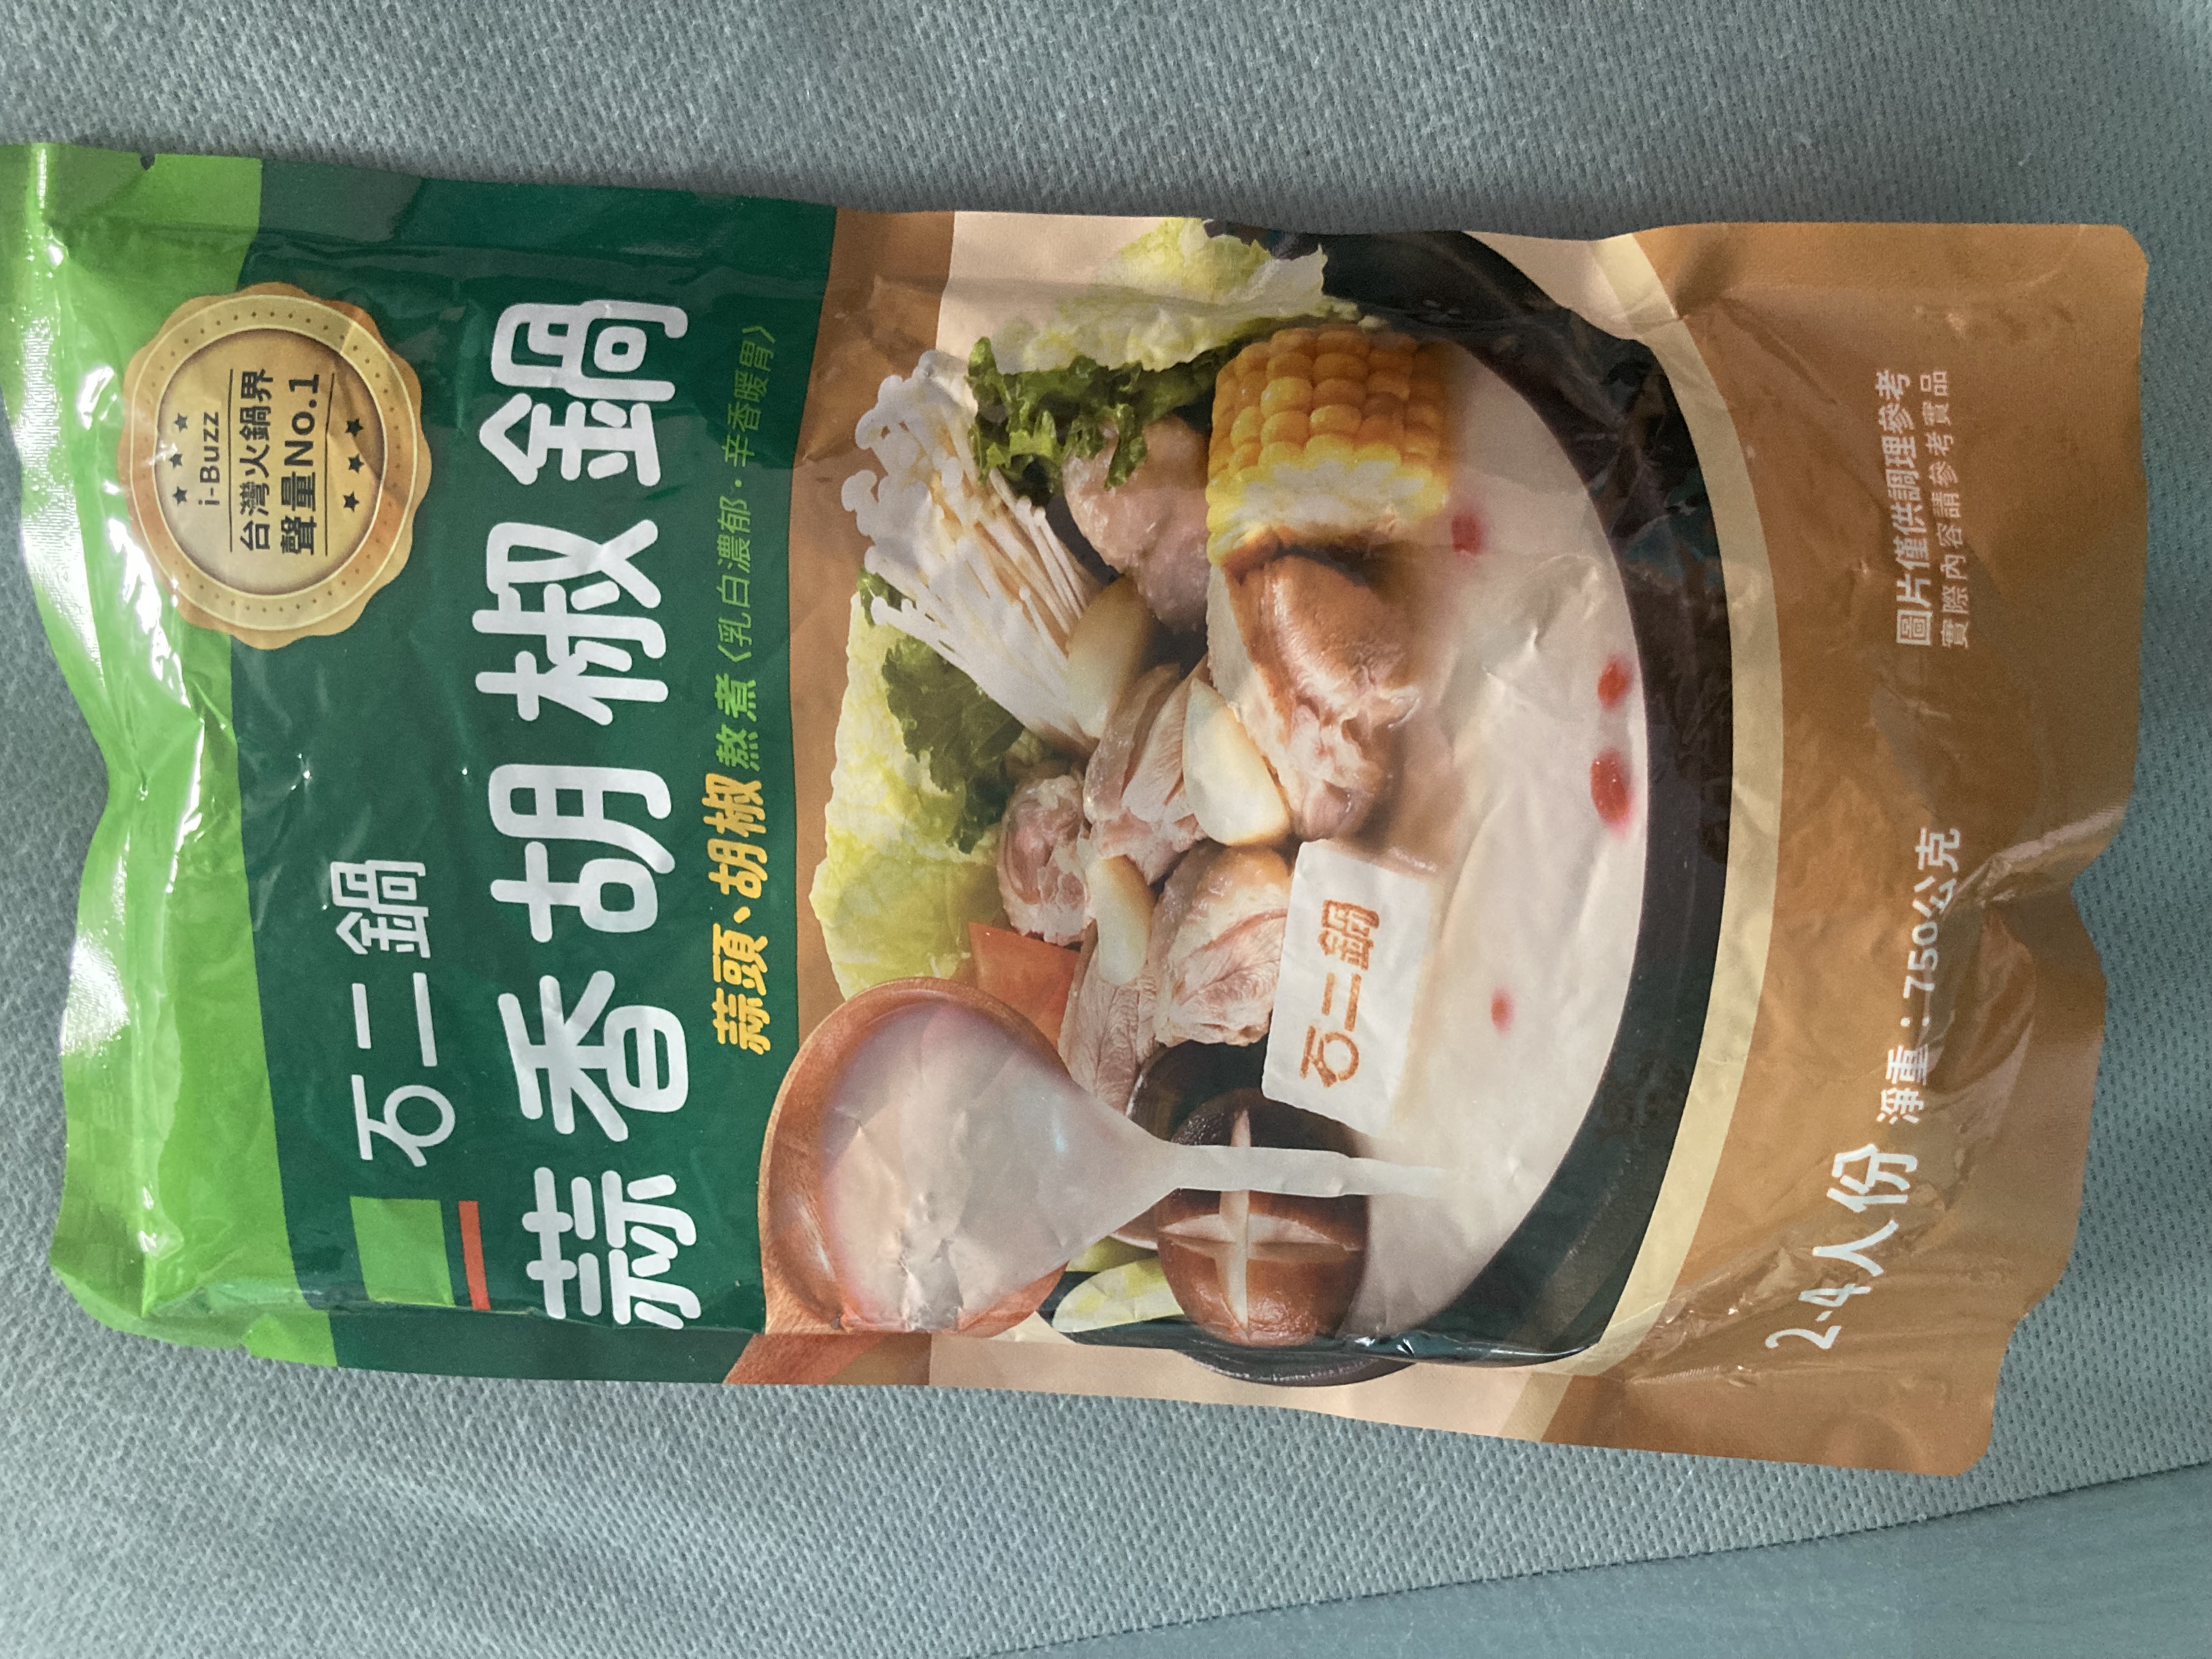 i-Buzz
台灣火鍋界
聲量No.1
石二鍋
蒜香胡椒鍋
蒜頭、胡椒熬煮〈乳白濃郁·辛香暖胃〉
石二鍋
2-4人份 淨重:750公克
圖片僅供調理參考
實際內容請參考實品